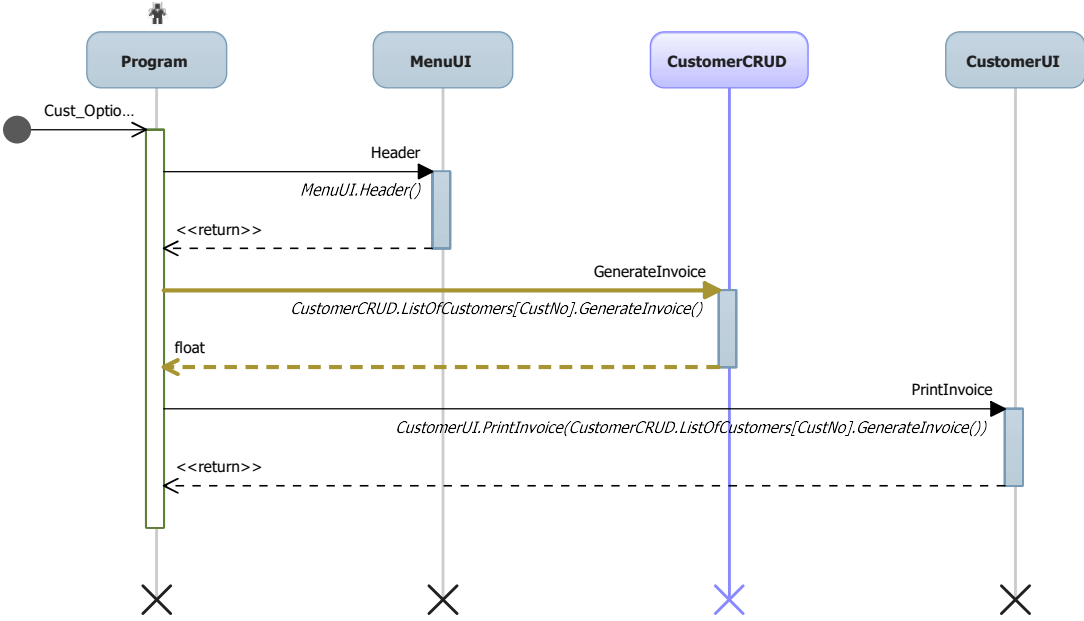 Program
MenuUI
CustomerCRUD
CustomerUI
Cust_Optio...
Header
MenuUI.Header()
<<return>>
GenerateInvoice
CustomerCRUD.ListOfCustomers[CustNo].GenerateInvoice()
float
PrintInvoice
CustomerUI.PrintInvoice(CustomerCRUD.ListOfCustomers[CustNo].GenerateInvoice())
<<return>>